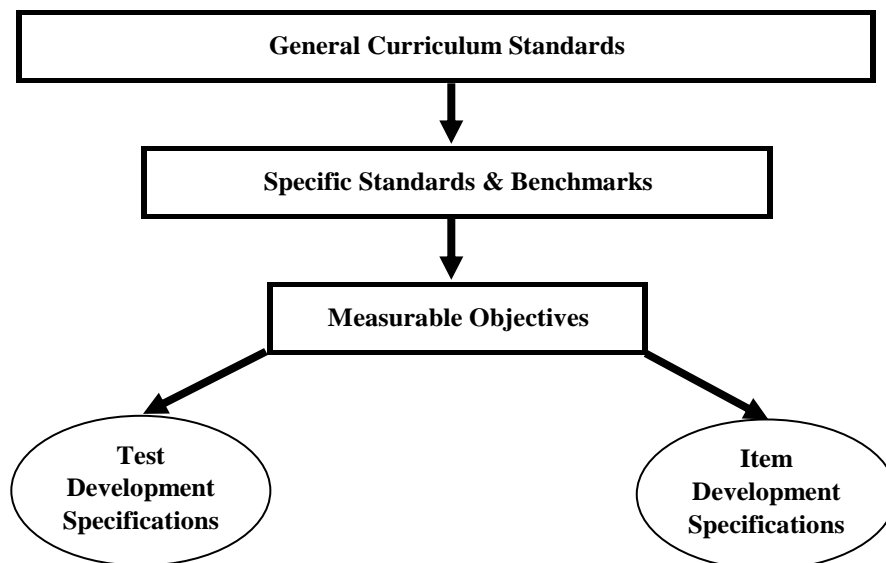 General Curriculum Standards
Specific Standards & Benchmarks
Measurable Objectives
Test
Development
Specifications
Item
Development
Specifications